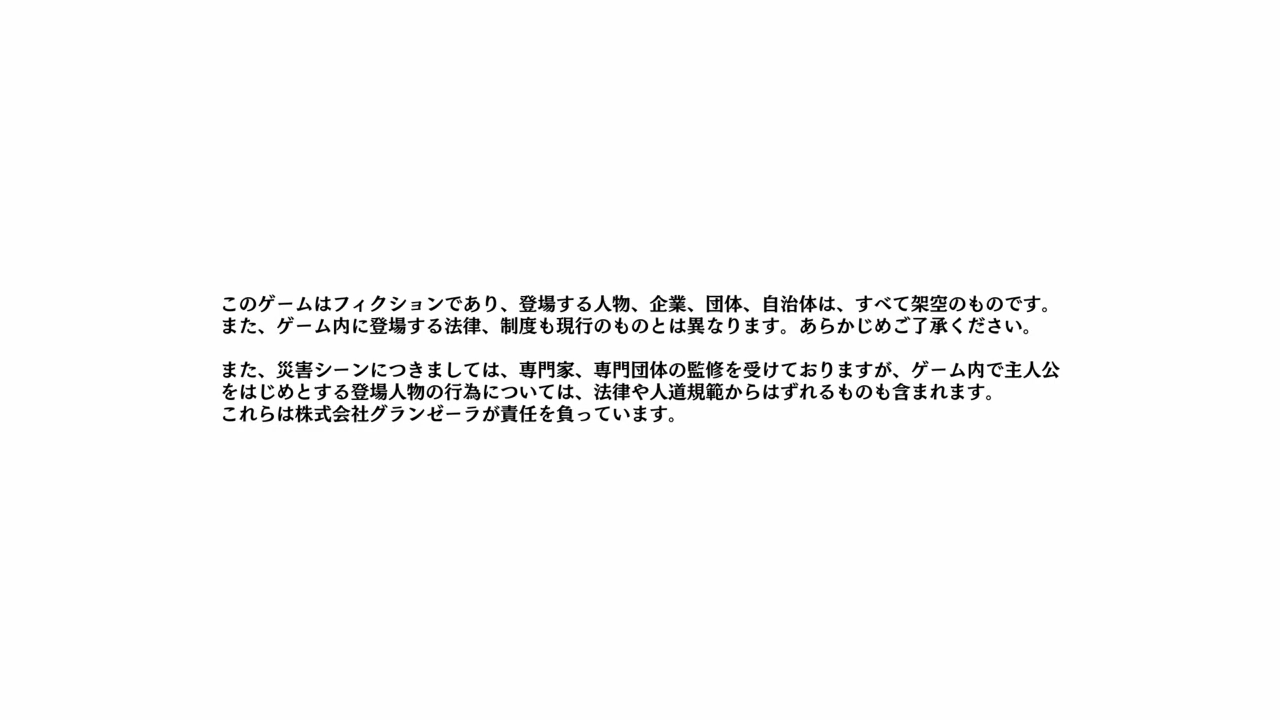 このゲームはフィクションであり、登場する人物、企業、団体、自治体は、すべて架空のものです。
また、ゲーム内に登場する法律、制度も現行のものとは異なります。あらかじめご了承ください。
また、災害シーンにつきましては、専門家、専門団体の監修を受けておりますが、ゲーム内で主人公
をはじめとする登場人物の行為については、法律や人道規範からはずれるものも含まれます。
これらは株式会社グランゼーラが責任を負っています。